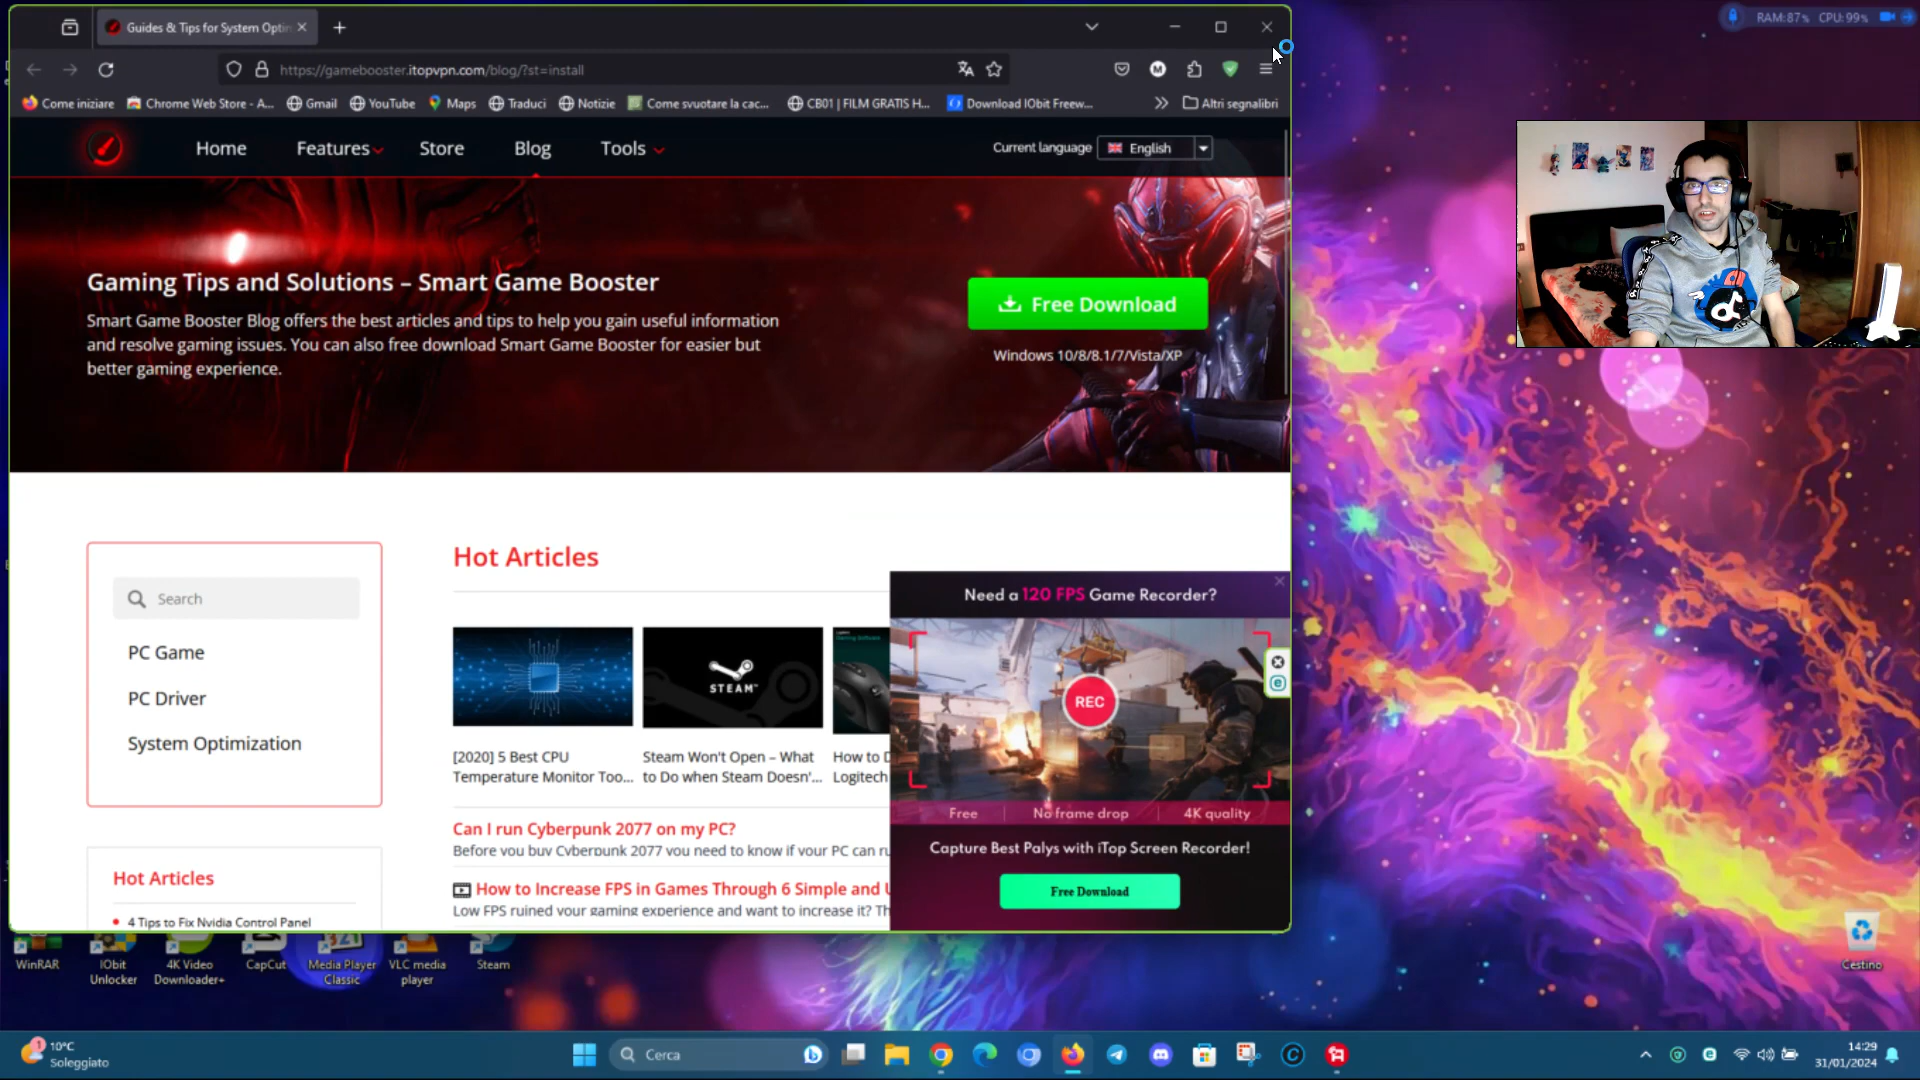 Guides & Tips for System Optim
RAM:87% CPU:99%
https://gamebooster.itopvpn.com/blog/?st=install
Come iniziare
Chrome Web Store - A...
Gmail
YouTube
Maps
Traduci
Notizie
Come svuotare la cac...
CB01 | FILM GRATIS H...
Download IObit Freew...
Altri segnalibri
Home
Features
Store
Blog
Tools
Current language
English
Gaming Tips and Solutions – Smart Game Booster
Smart Game Booster Blog offers the best articles and tips to help you gain useful information
and resolve gaming issues. You can also free download Smart Game Booster for easier but
better gaming experience.
Free Download
Windows 10/8/8.1/7/Vista/XP
Search
PC Game
PC Driver
System Optimization
Hot Articles
STEAM
[2020] 5 Best CPU
Temperature Monitor Too...
Steam Won't Open – What
to Do when Steam Doesn'...
How to D
Logitech
Can I run Cyberpunk 2077 on my PC?
Before you buy Cyberpunk 2077 you need to know if your PC can ru
How to Increase FPS in Games Through 6 Simple and U
Low FPS ruined your gaming experience and want to increase it? Th
Need a 120 FPS Game Recorder?
REC
Free
No frame drop
4K quality
Capture Best Palys with iTop Screen Recorder!
Free Download
Hot Articles
4 Tips to Fix Nvidia Control Panel
WinRAR
IObit
Unlocker
4K Video
Downloader+
CapCut
Media Player
Classic
VLC media
player
Steam
Cestino
1
10°C
Soleggiato
Cerca
14:29
31/01/2024